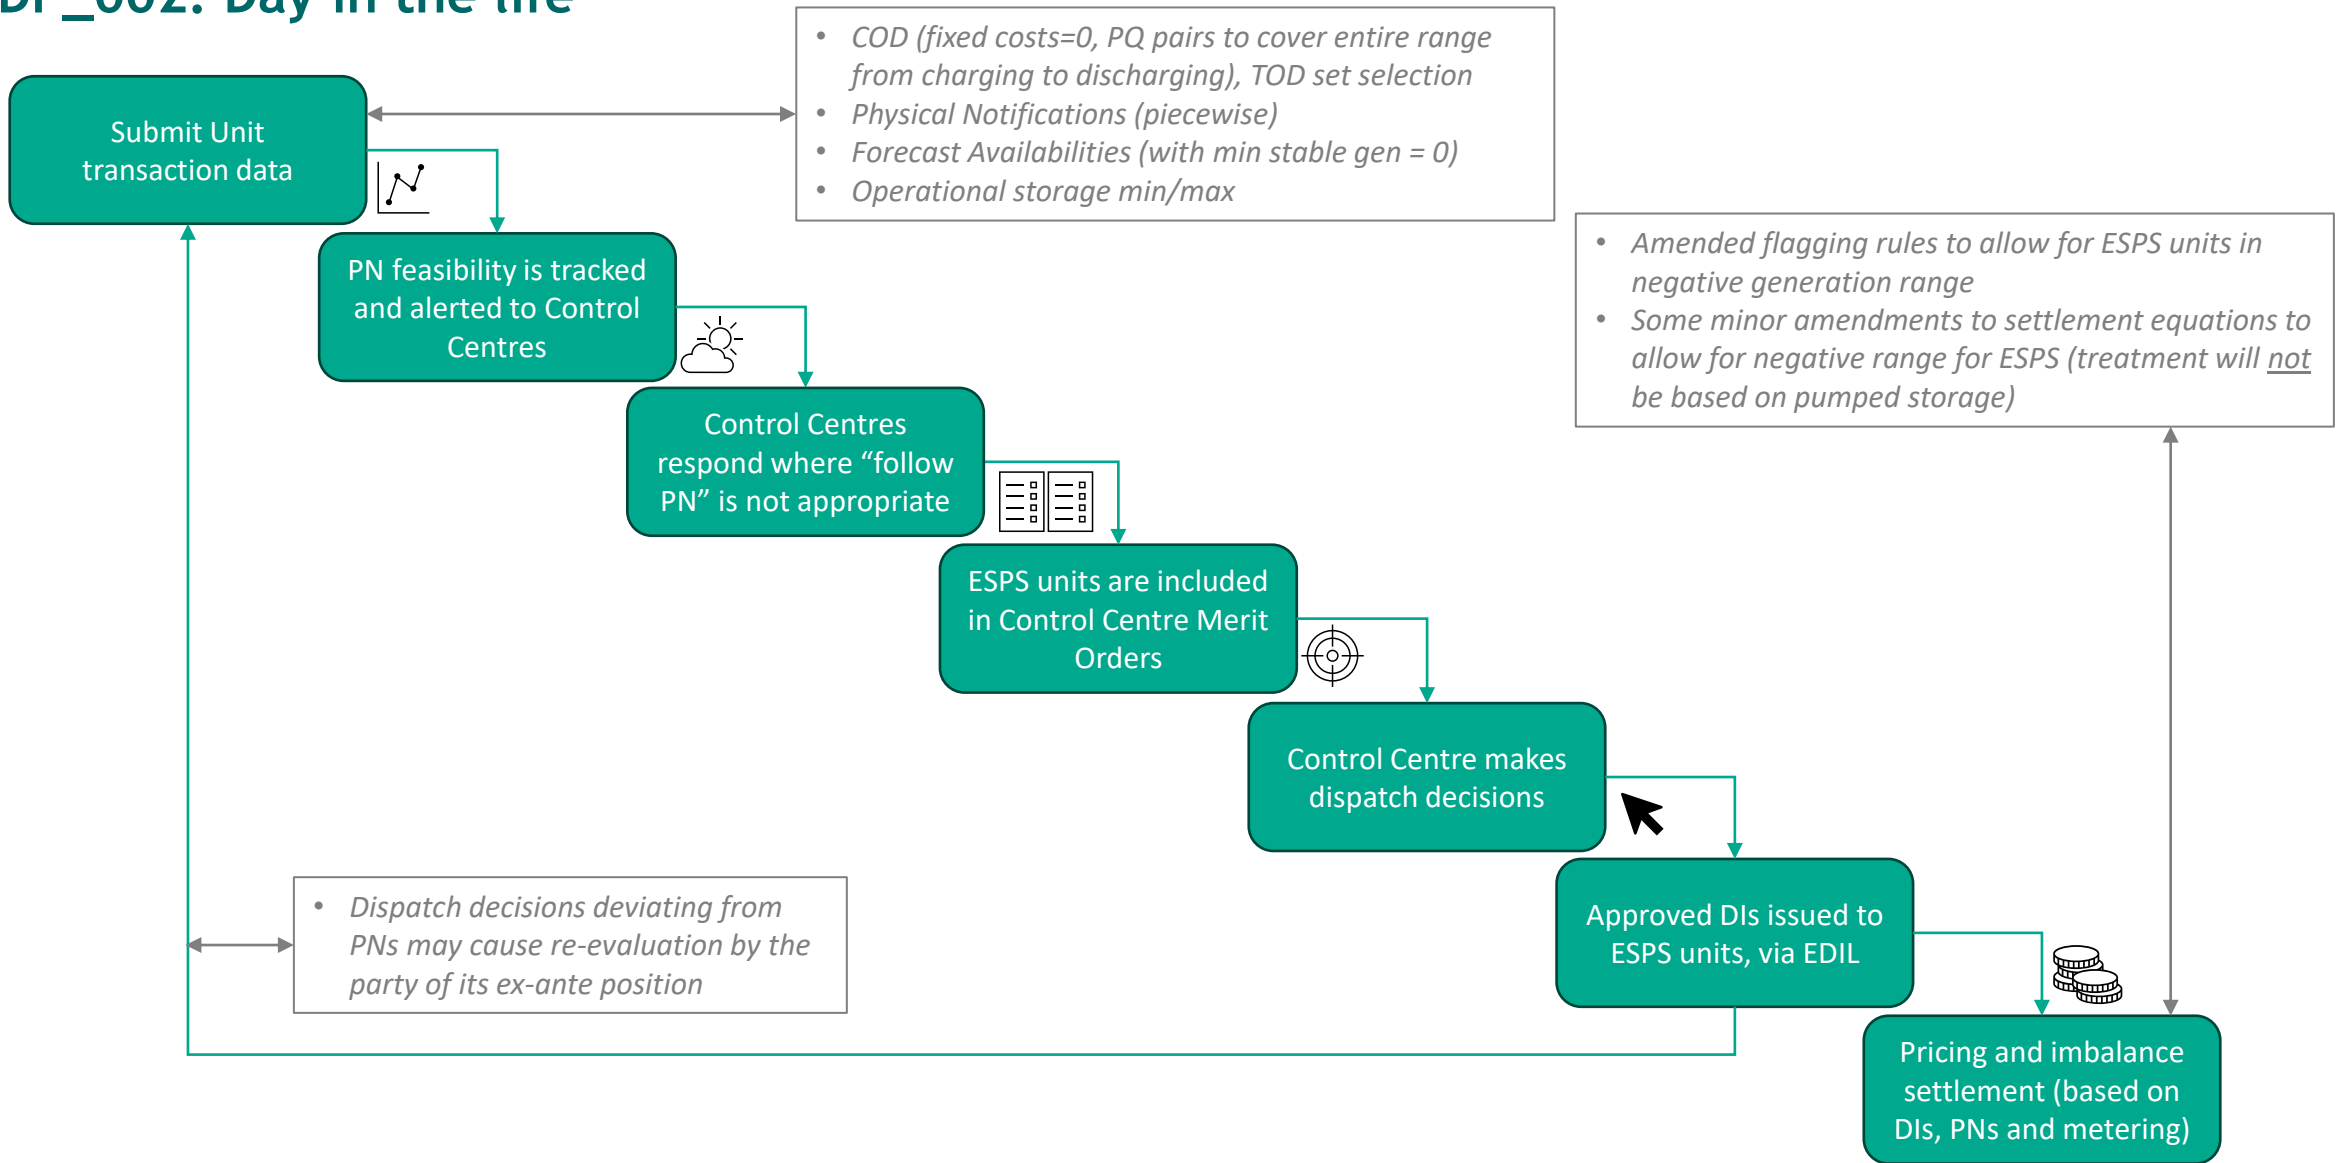 DP_002: Day in the life
• COD (fixed costs=0, PQ pairs to cover entire range
from charging to discharging), TOD set selection
• Physical Notifications (piecewise)
• Forecast Availabilities (with min stable gen = 0)
• Operational storage min/max
Submit Unit
transaction data
• Amended flagging rules to allow for ESPS units in
negative generation range
• Some minor amendments to settlement equations to
allow for negative range for ESPS (treatment will not
be based on pumped storage)
PN feasibility is tracked
and alerted to Control
Centres
Control Centres
respond where “follow
PN” is not appropriate
ESPS units are included
in Control Centre Merit
Orders
Control Centre makes
dispatch decisions
• Dispatch decisions deviating from
PNs may cause re-evaluation by the
party of its ex-ante position
Approved DIs issued to
ESPS units, via EDIL
Pricing and imbalance
settlement (based on
DIs, PNs and metering)